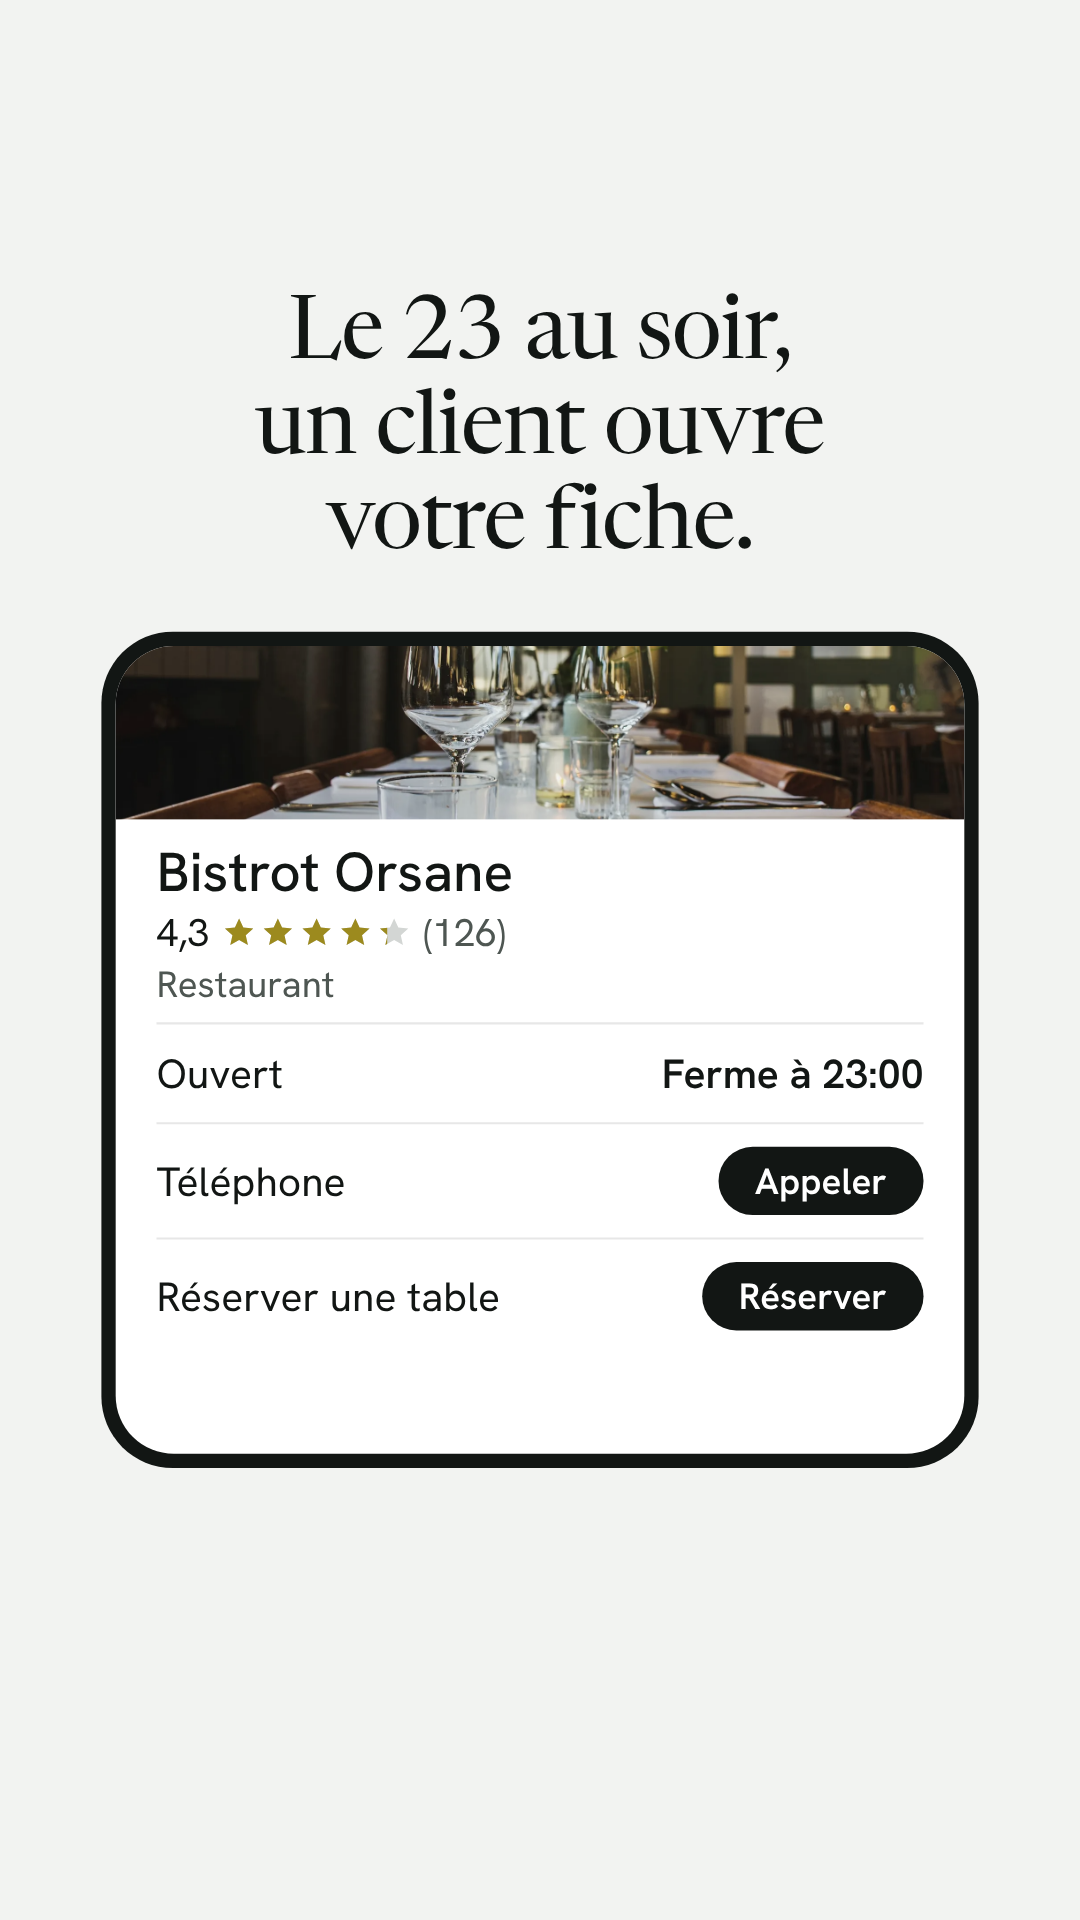 Le 23 au soir,
un client ouvre
votre fiche.
Bistrot Orsane
4,3 (126)
Restaurant
Ouvert Ferme à 23:00
Téléphone Appeler
Réserver une table Réserver